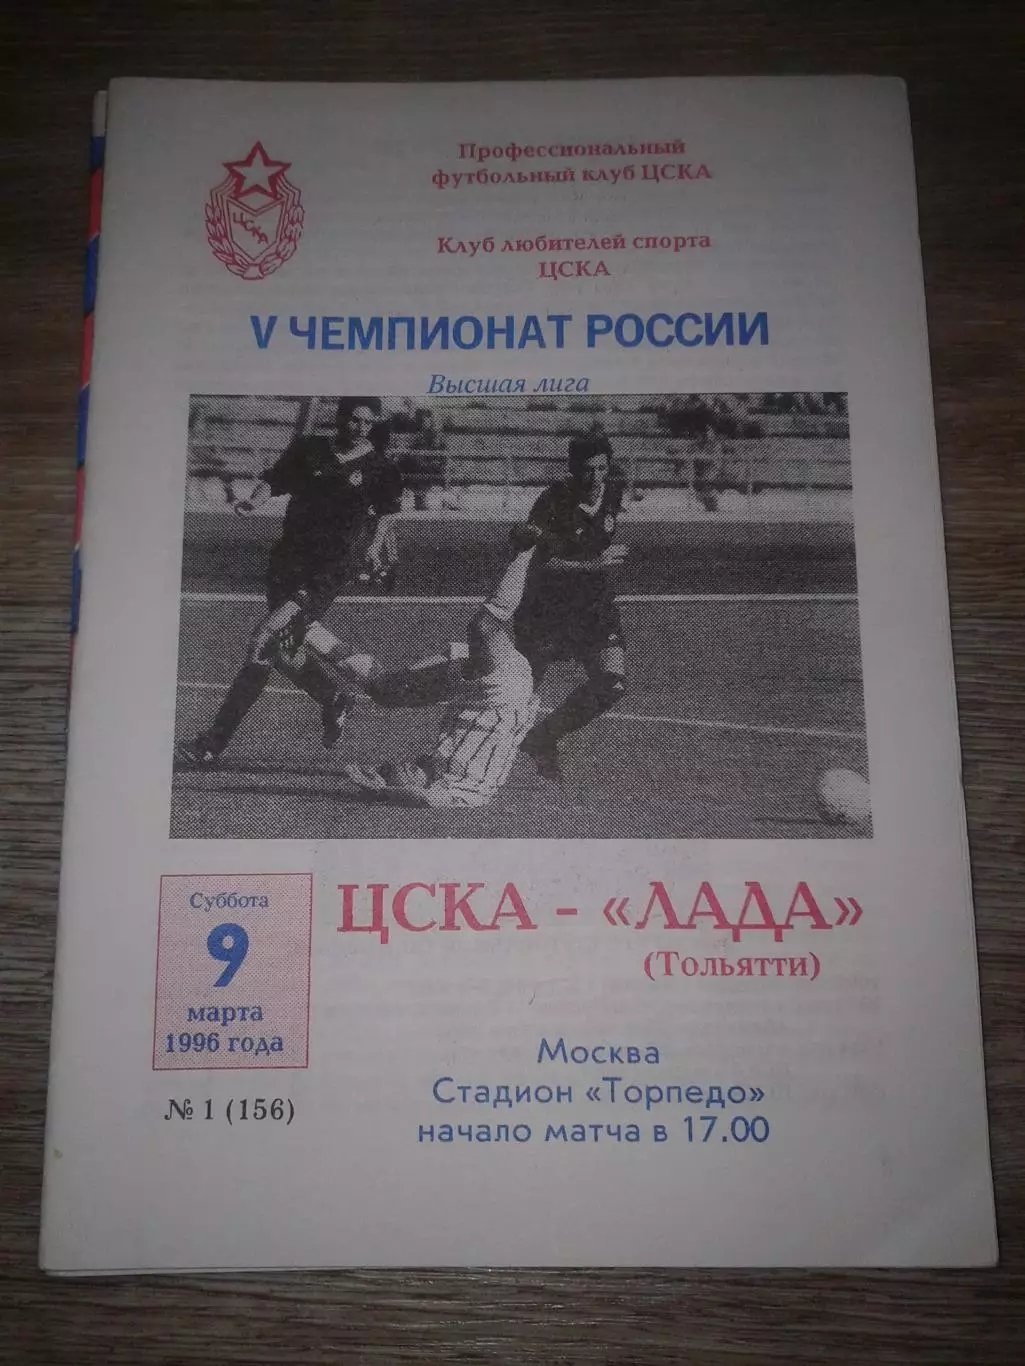 ЦСКА
Профессиональный
футбольный клуб ЦСКА
Клуб любителей спорта
ЦСКА
V ЧЕМПИОНАТ РОССИИ
Высшая лига
Суббота
9
марта
1996 года
№ 1 (156)
ЦСКА - «ЛАДА»
(Тольятти)
Москва
Стадион «Торпедо»
начало матча в 17.00